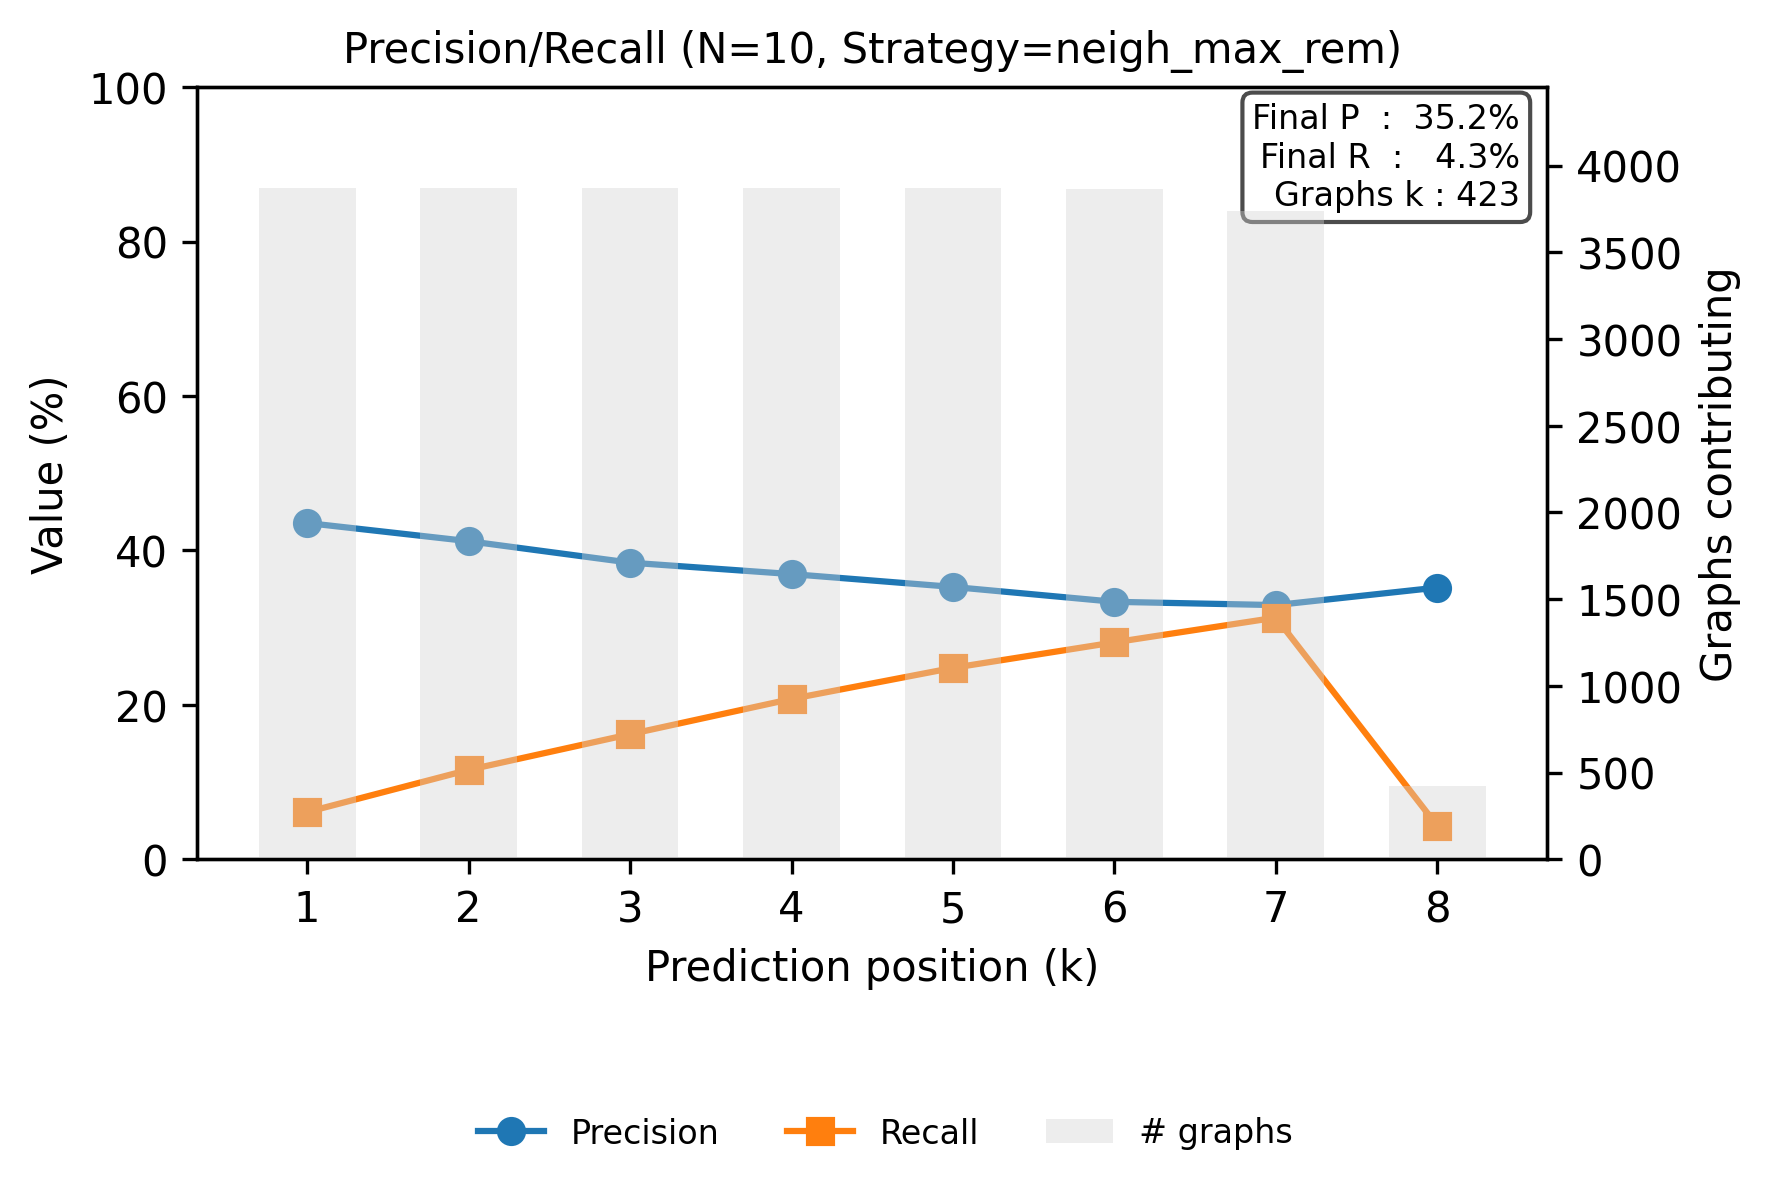 Precision/Recall (N=10, Strategy=neigh_max_rem)
Final P : 35.2%
Final R : 4.3%
Graphs k : 423
100
80
60
40
20
0
Value (%)
4000
3500
3000
2500
2000
1500
1000
500
0
Graphs contributing
1 2 3 4 5 6 7 8
Prediction position (k)
Precision Recall # graphs